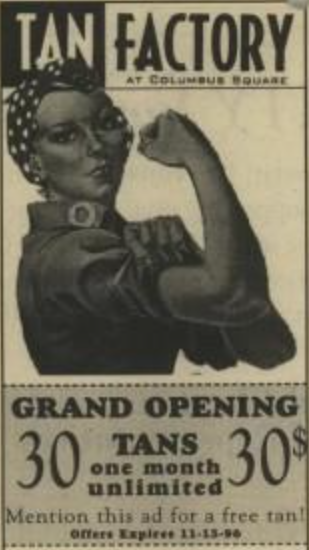 TAN FACTORY
AT COLUMBUS SQUARE
GRAND OPENING
30 TANS 30$
one month
unlimited
Mention this ad for a free tan!
Offers Expires 11-15-96